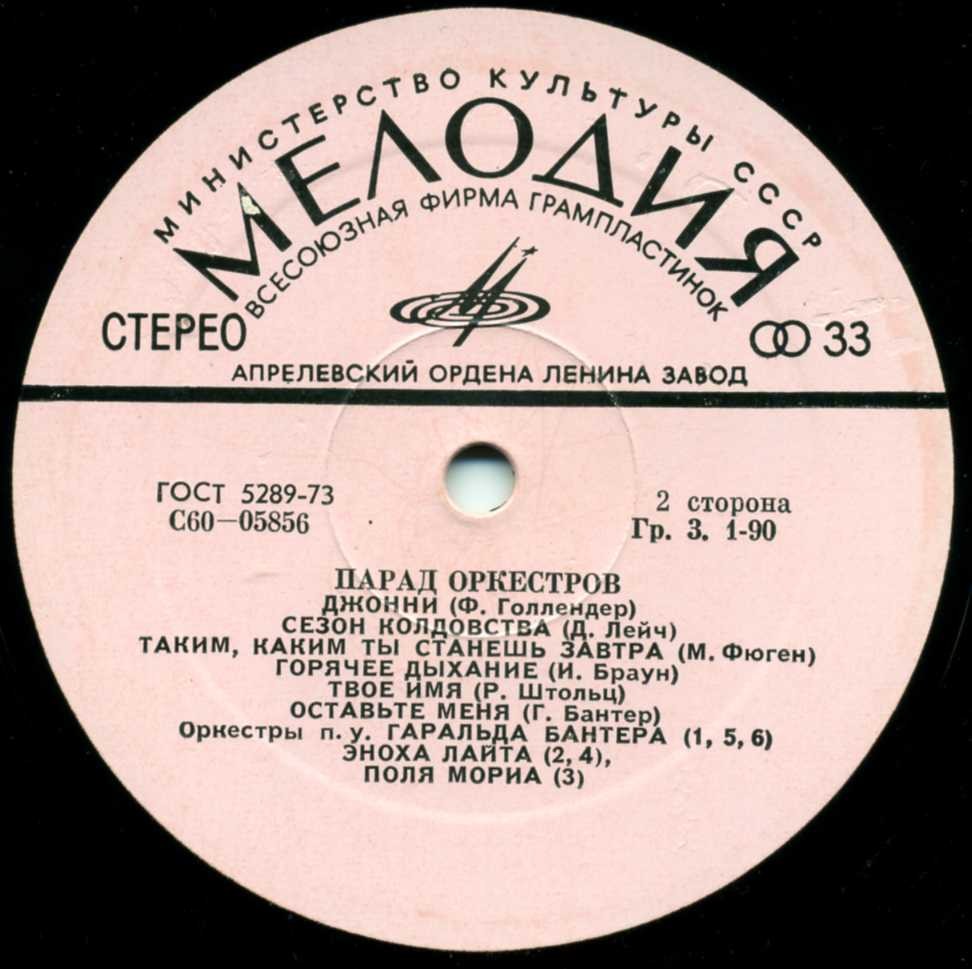 МИНИСТЕРСТВО КУЛЬТУРЫ СССР
МЕЛОДИЯ
ВСЕСОЮЗНАЯ ФИРМА ГРАМПЛАСТИНОК
СТЕРЕО
33
АПРЕЛЕВСКИЙ ОРДЕНА ЛЕНИНА ЗАВОД
ГОСТ 5289-73
С60—05856
2 сторона
Гр. 3. 1-90
ПАРАД ОРКЕСТРОВ
ДЖОННИ (Ф. Голлендер)
СЕЗОН КОЛДОВСТВА (Д. Лейч)
ТАКИМ, КАКИМ ТЫ СТАНЕШЬ ЗАВТРА (М. Фюген)
ГОРЯЧЕЕ ДЫХАНИЕ (И. Браун)
ТВОЕ ИМЯ (Р. Штольц)
ОСТАВЬТЕ МЕНЯ (Г. Бантер)
Оркестры п. у. ГАРАЛЬДА БАНТЕРА (1, 5, 6)
ЭНОХА ЛАЙТА (2, 4),
ПОЛЯ МОРИА (3)